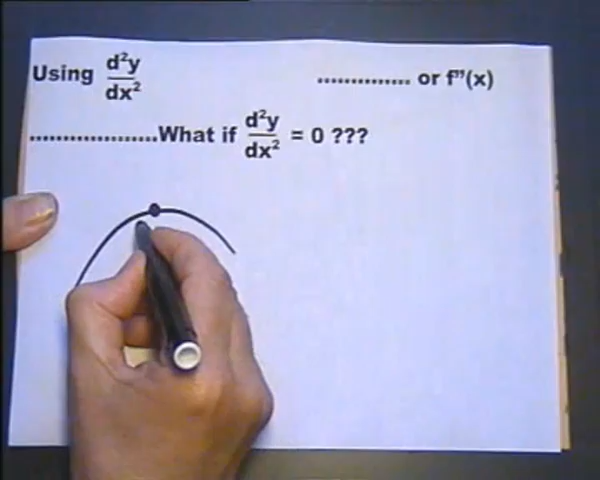 Using d²y/dx² .............. or f”(x)
...................What if d²y/dx² = 0 ???